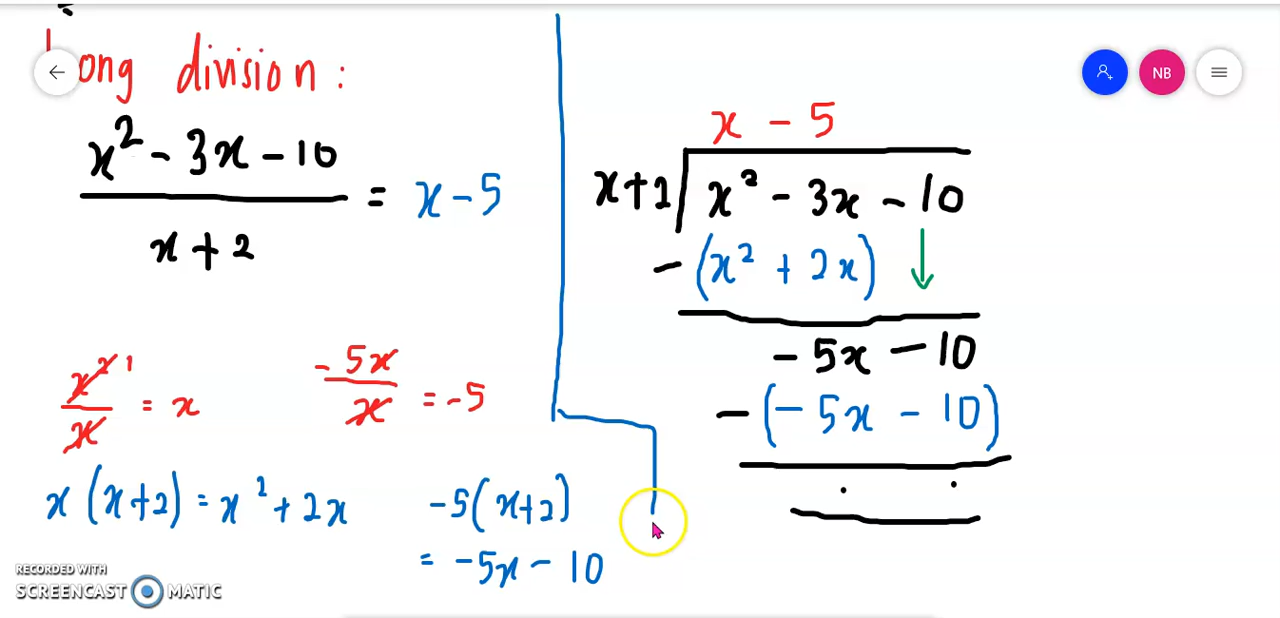 Long division:
x² - 3x - 10
x + 2
= x - 5
x²¹
x
= x
- 5x
x
= -5
x (x+2) = x² + 2x
-5(x+2)
= -5x - 10
x - 5
x+2 x² - 3x - 10
- (x² + 2x)
- 5x - 10
- (- 5x - 10)
. .
NB
RECORDED WITH
SCREENCAST MATIC